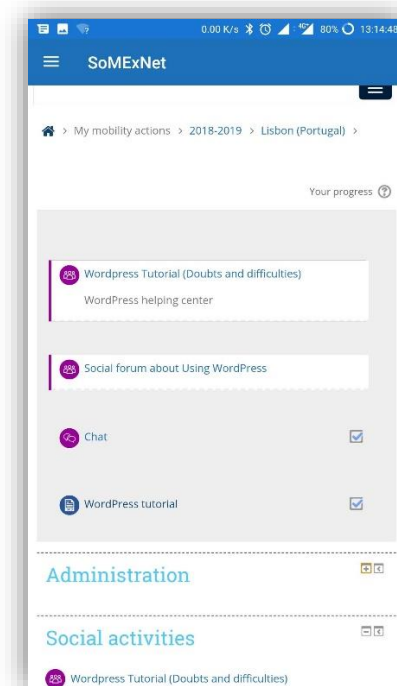 0.00 K/s 4G 80% 13:14:48
SoMExNet
> My mobility actions > 2018-2019 > Lisbon (Portugal) >
Your progress
Wordpress Tutorial (Doubts and difficulties)
WordPress helping center
Social forum about Using WordPress
Chat
WordPress tutorial
Administration
Social activities
Wordpress Tutorial (Doubts and difficulties)